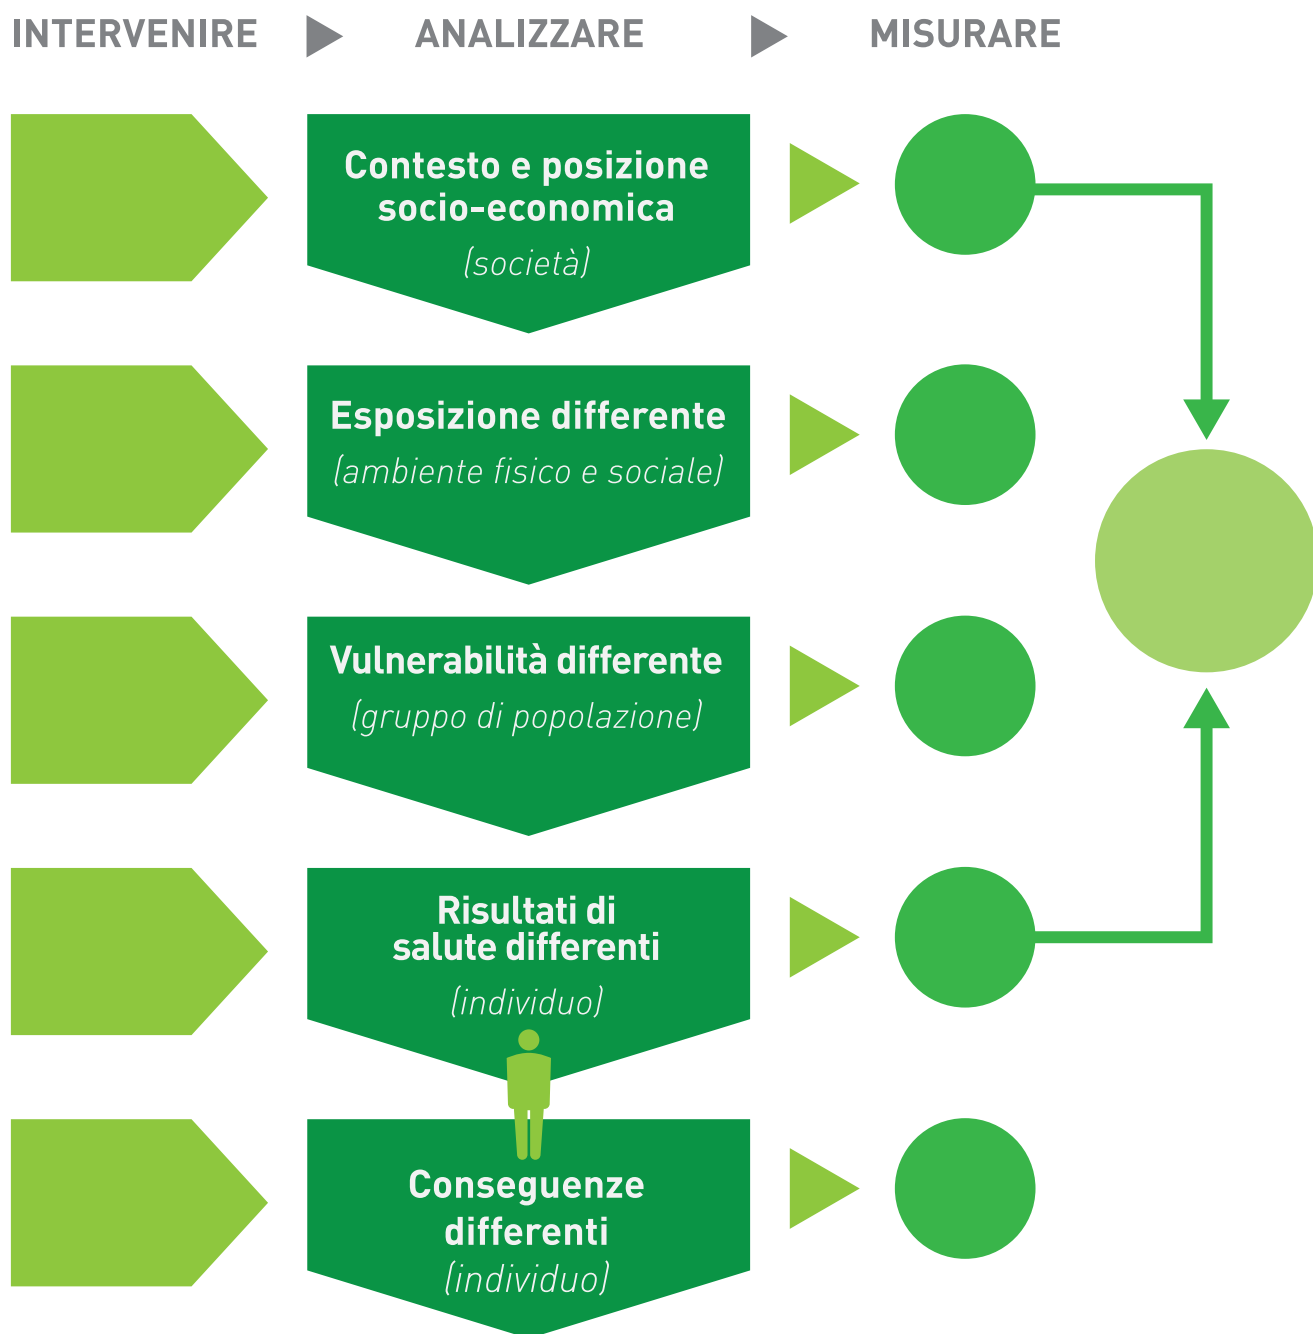 INTERVENIRE ANALIZZARE MISURARE
Contesto e posizione
socio-economica
(società)
Esposizione differente
(ambiente fisico e sociale)
Vulnerabilità differente
(gruppo di popolazione)
Risultati di
salute differenti
(individuo)
Conseguenze
differenti
(individuo)